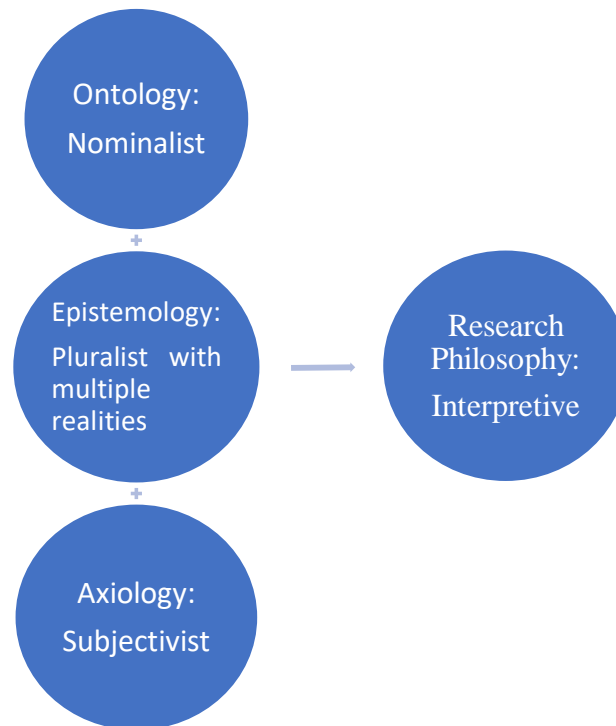 Ontology:
Nominalist
Epistemology:
Pluralist with
multiple
realities
Axiology:
Subjectivist
Research
Philosophy:
Interpretive